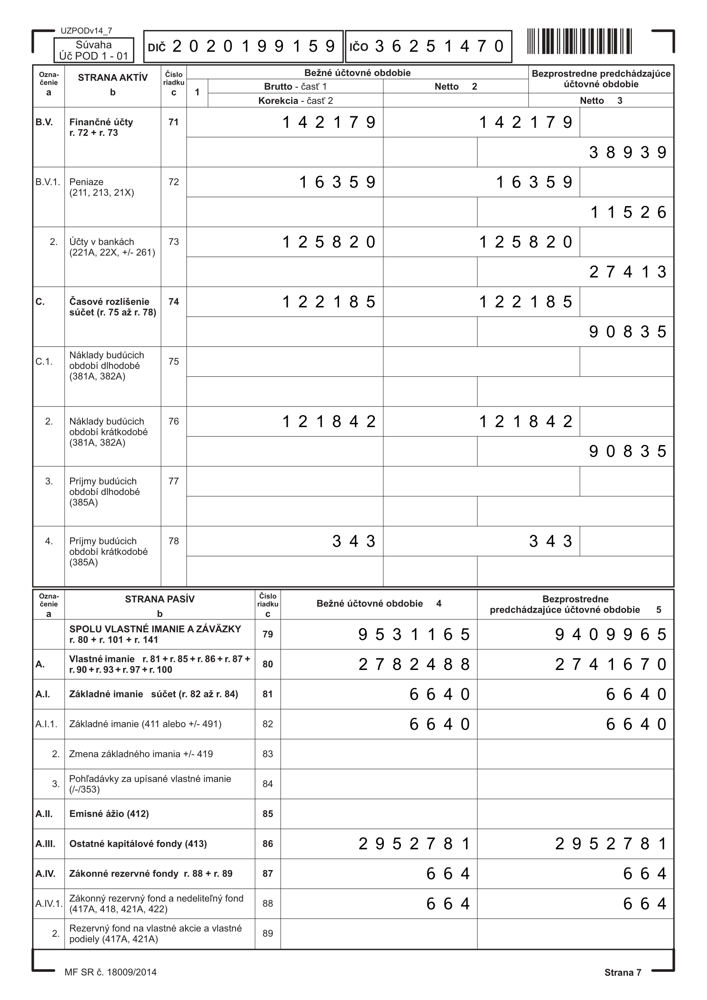 UZPODv14_7
Súvaha
Úč POD 1 - 01
DIČ 2020199159 IČO 36251470
Ozna-
čenie
a
STRANA AKTÍV
b
Číslo
riadku
c
Bežné účtovné obdobie
1
Brutto - časť 1
Korekcia - časť 2
Netto 2
Bezprostredne predchádzajúce
účtovné obdobie
Netto 3
B.V. Finančné účty 71 142179 142179
r. 72 + r. 73
38939
B.V.1. Peniaze 72 16359 16359
(211, 213, 21X)
11526
2. Účty v bankách 73 125820 125820
(221A, 22X, +/- 261)
27413
C. Časové rozlíšenie 74 122185 122185
súčet (r. 75 až r. 78)
90835
C.1. Náklady budúcich 75
období dlhodobé
(381A, 382A)
2. Náklady budúcich 76 121842 121842
období krátkodobé
(381A, 382A)
90835
3. Príjmy budúcich 77
období dlhodobé
(385A)
4. Príjmy budúcich 78 343 343
období krátkodobé
(385A)
Ozna-
čenie
a
STRANA PASÍV
b
Číslo
riadku
c
Bežné účtovné obdobie 4
Bezprostredne
predchádzajúce účtovné obdobie 5
SPOLU VLASTNÉ IMANIE A ZÁVÄZKY
r. 80 + r. 101 + r. 141
79 9531165 9409965
A. Vlastné imanie r. 81 + r. 85 + r. 86 + r. 87 +
r. 90 + r. 93 + r. 97 + r. 100
80 2782488 2741670
A.I. Základné imanie súčet (r. 82 až r. 84) 81 6640 6640
A.I.1. Základné imanie (411 alebo +/- 491) 82 6640 6640
2. Zmena základného imania +/- 419 83
3. Pohľadávky za upísané vlastné imanie
(/-/353)
84
A.II. Emisné ážio (412) 85
A.III. Ostatné kapitálové fondy (413) 86 2952781 2952781
A.IV. Zákonné rezervné fondy r. 88 + r. 89 87 664 664
A.IV.1. Zákonný rezervný fond a nedeliteľný fond
(417A, 418, 421A, 422)
88 664 664
2. Rezervný fond na vlastné akcie a vlastné
podiely (417A, 421A)
89
MF SR č. 18009/2014 Strana 7